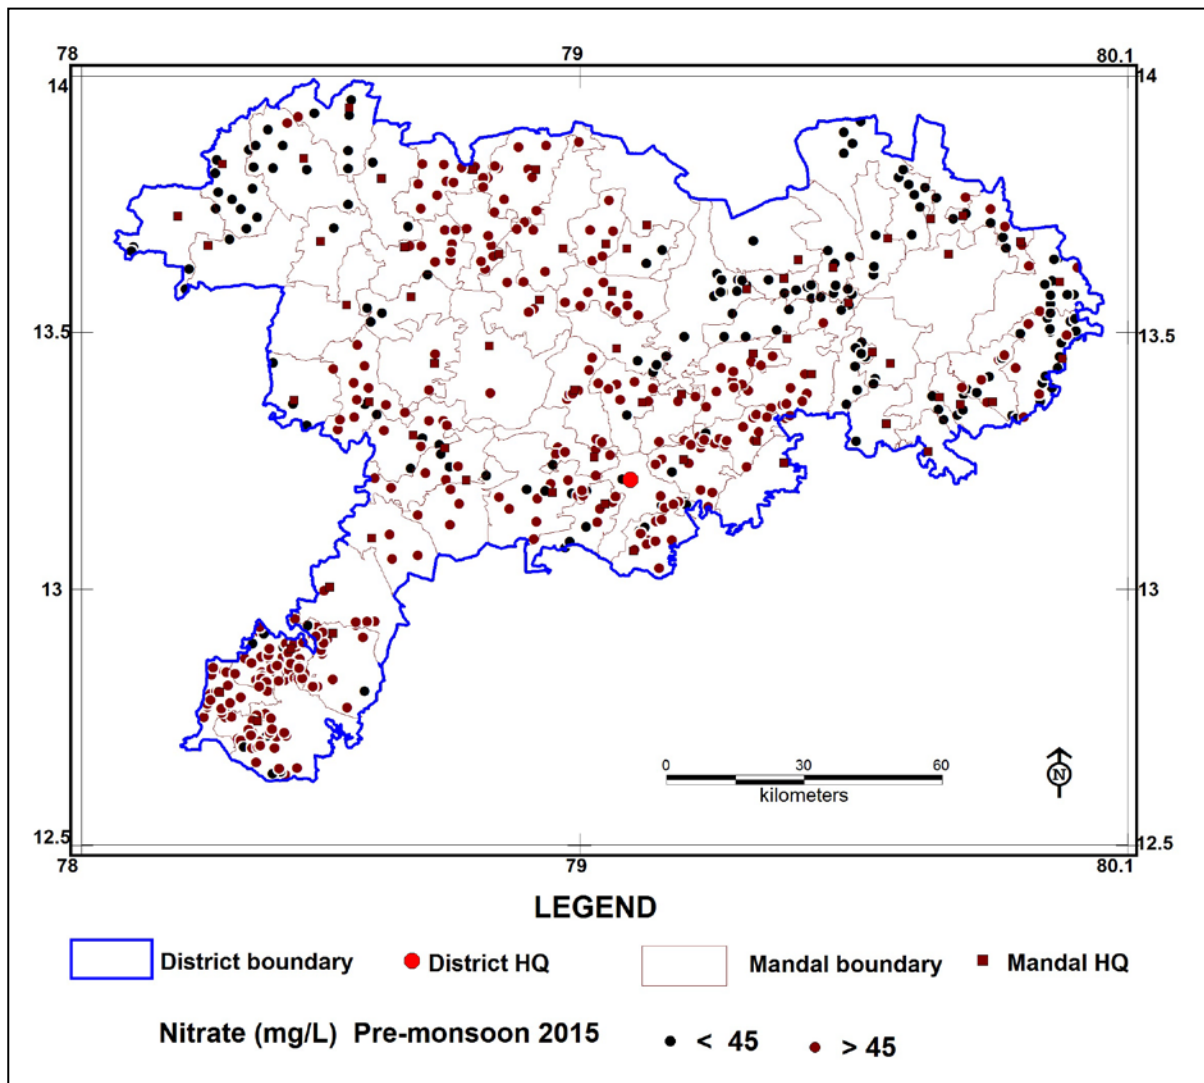 78 79 80.1
14 14
13.5 13.5
13 13
N
0 30 60
kilometers
12.5 12.5
78 79 80.1
LEGEND
District boundary District HQ Mandal boundary Mandal HQ
Nitrate (mg/L) Pre-monsoon 2015 < 45 > 45